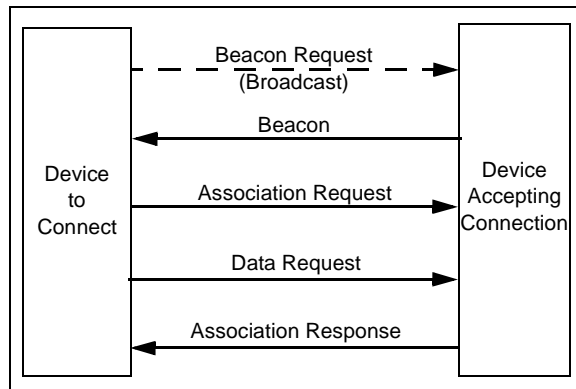 Beacon Request
(Broadcast)
Beacon
Device
to
Connect
Association Request
Device
Accepting
Connection
Data Request
Association Response